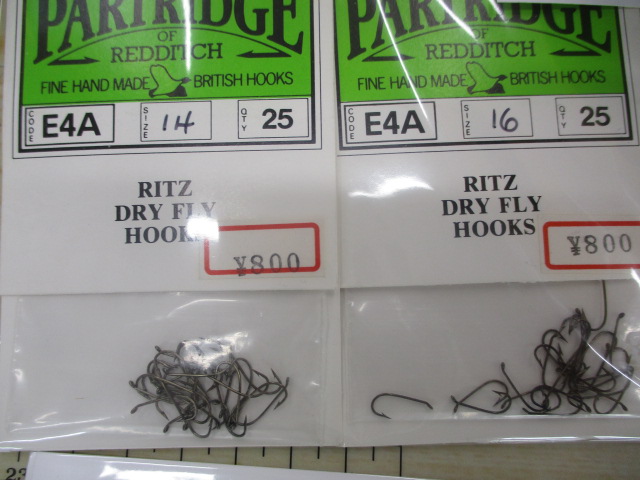 PARTRIDGE
OF
REDDITCH
FINE HAND MADE BRITISH HOOKS
CODE E4A SIZE 14 QTY 25
RITZ
DRY FLY
HOOKS
¥800
PARTRIDGE
OF
REDDITCH
FINE HAND MADE BRITISH HOOKS
CODE E4A SIZE 16 QTY 25
RITZ
DRY FLY
HOOKS
¥800